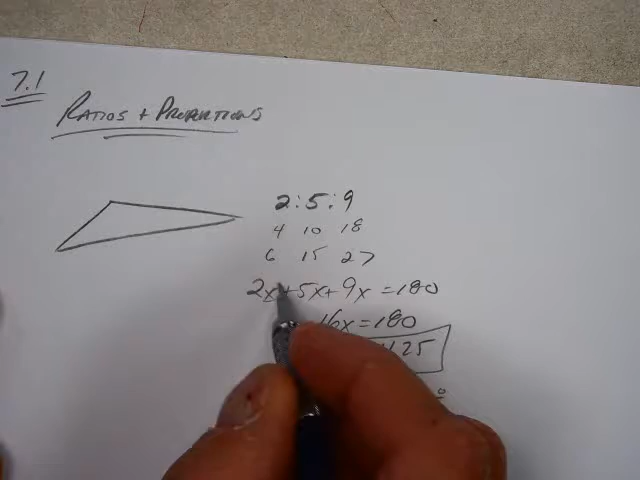 7.1
RATIOS + PROPORTIONS
2:5:9
4 10 18
6 15 27
2x+5x+9x=180
16x=180